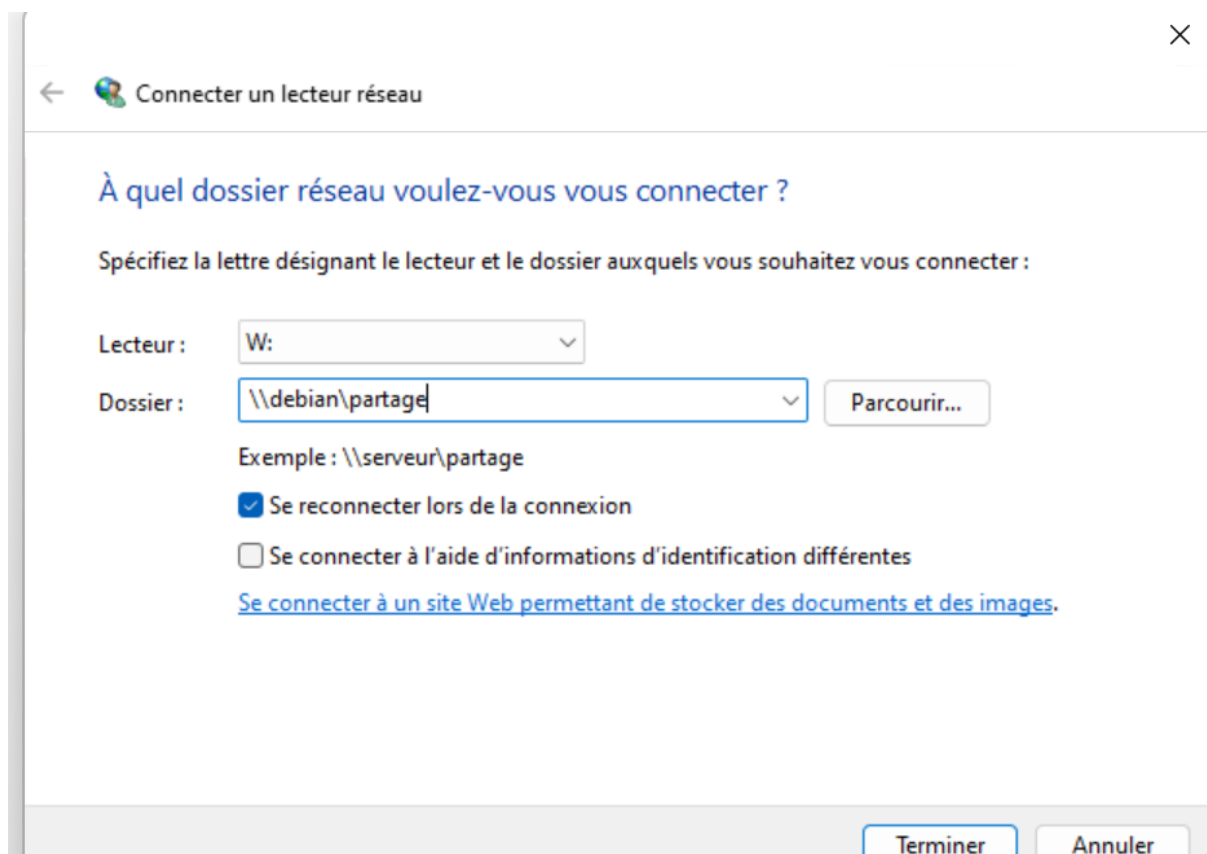 Connecter un lecteur réseau
À quel dossier réseau voulez-vous vous connecter ?
Spécifiez la lettre désignant le lecteur et le dossier auxquels vous souhaitez vous connecter :
Lecteur : W:
Dossier : \\debian\partage Parcourir...
Exemple : \\serveur\partage
Se reconnecter lors de la connexion
Se connecter à l'aide d'informations d'identification différentes
Se connecter à un site Web permettant de stocker des documents et des images.
Terminer Annuler